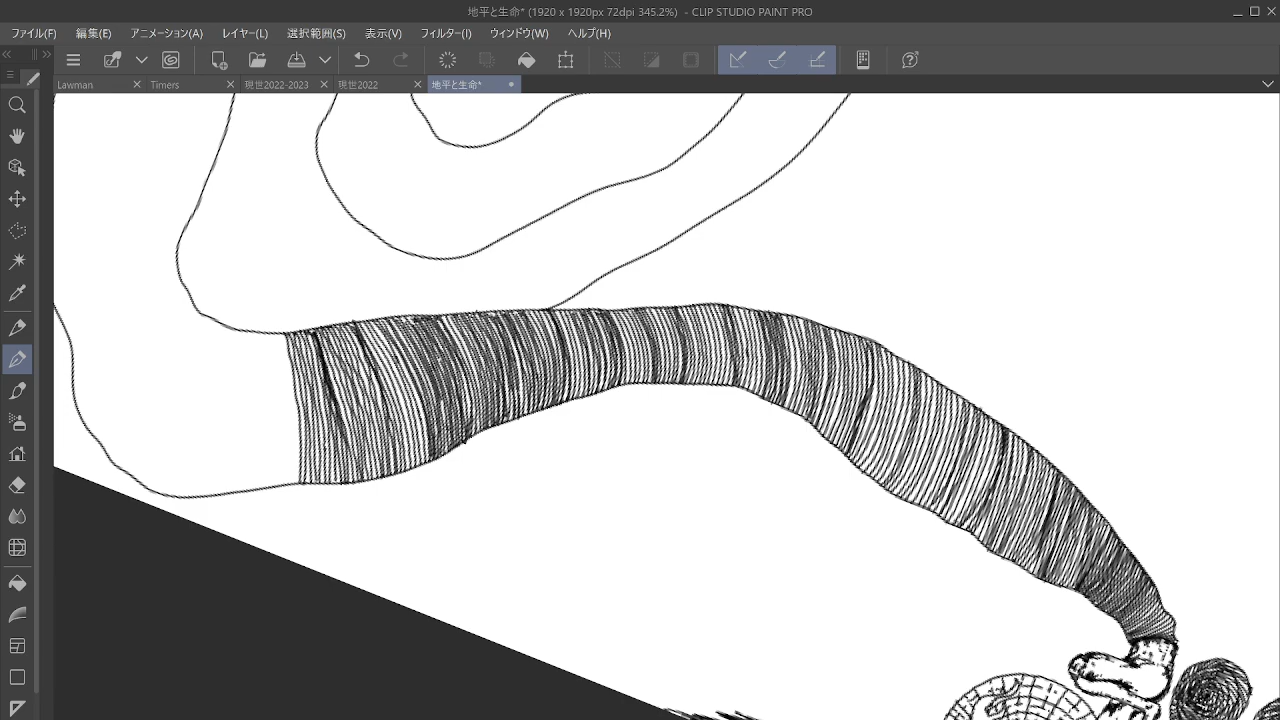 地平と生命* (1920 x 1920px 72dpi 345.2%) - CLIP STUDIO PAINT PRO
ファイル(F) 編集(E) アニメーション(A) レイヤー(L) 選択範囲(S) 表示(V) フィルター(I) ウィンドウ(W) ヘルプ(H)
Lawman Timers 現世2022-2023 現世2022 地平と生命*